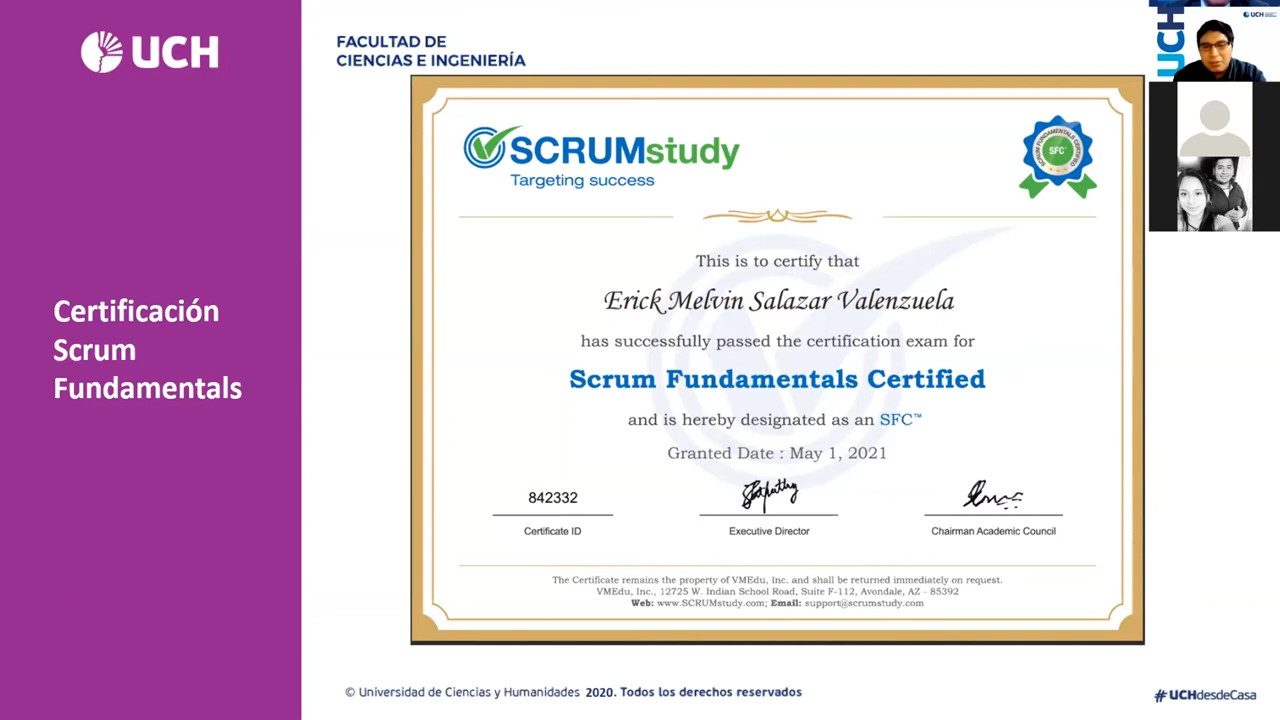 UCH
FACULTAD DE
CIENCIAS E INGENIERÍA
Certificación
Scrum
Fundamentals
SCRUMstudy
Targeting success
SCRUM FUNDAMENTALS CERTIFIED
SFC
This is to certify that
Erick Melvin Salazar Valenzuela
has successfully passed the certification exam for
Scrum Fundamentals Certified
and is hereby designated as an SFC™
Granted Date : May 1, 2021
842332
Certificate ID
Executive Director
Chairman Academic Council
The Certificate remains the property of VMEdu, Inc. and shall be returned immediately on request.
VMEdu, Inc., 12725 W. Indian School Road, Suite F-112, Avondale, AZ - 85392
Web: www.SCRUMstudy.com; Email: support@scrumstudy.com
© Universidad de Ciencias y Humanidades 2020. Todos los derechos reservados
#UCHdesdeCasa
UCH
UCH